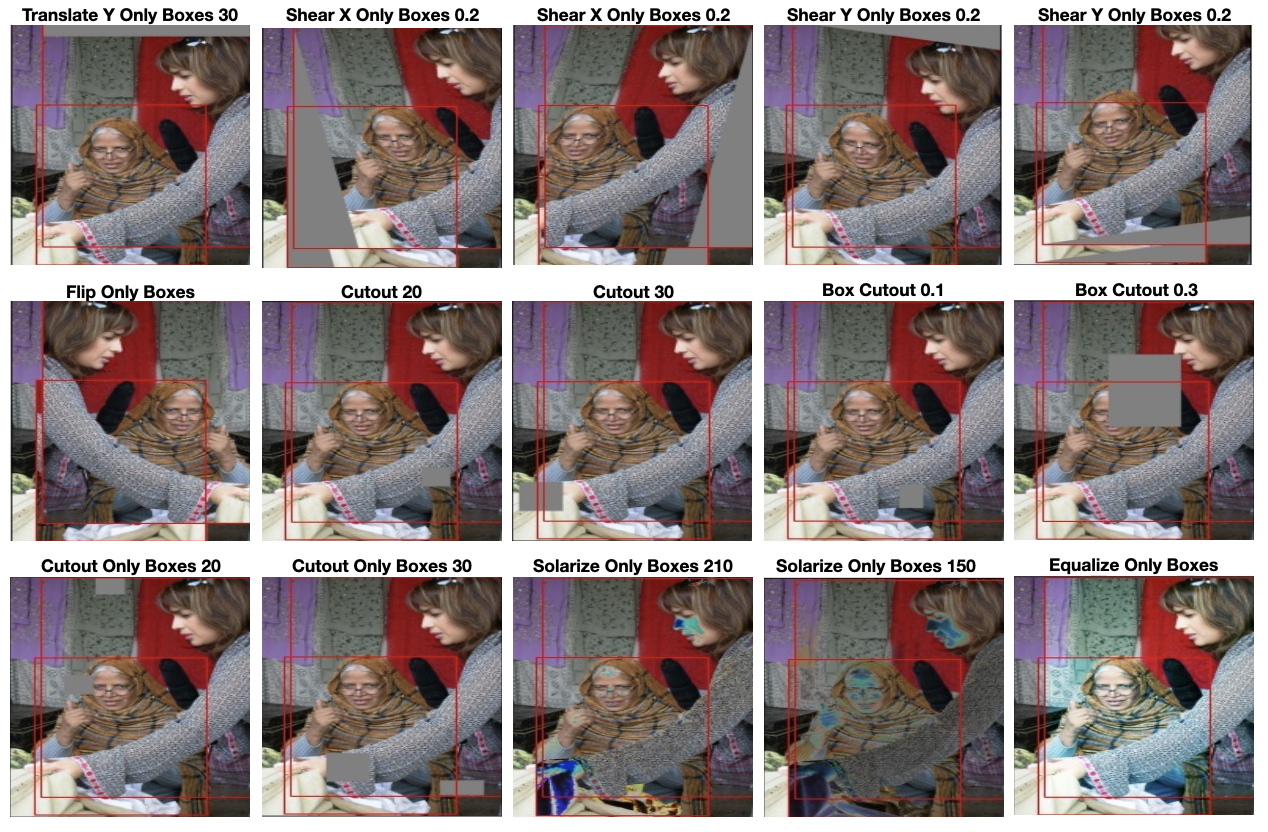 Translate Y Only Boxes 30
Shear X Only Boxes 0.2
Shear X Only Boxes 0.2
Shear Y Only Boxes 0.2
Shear Y Only Boxes 0.2
Flip Only Boxes
Cutout 20
Cutout 30
Box Cutout 0.1
Box Cutout 0.3
Cutout Only Boxes 20
Cutout Only Boxes 30
Solarize Only Boxes 210
Solarize Only Boxes 150
Equalize Only Boxes